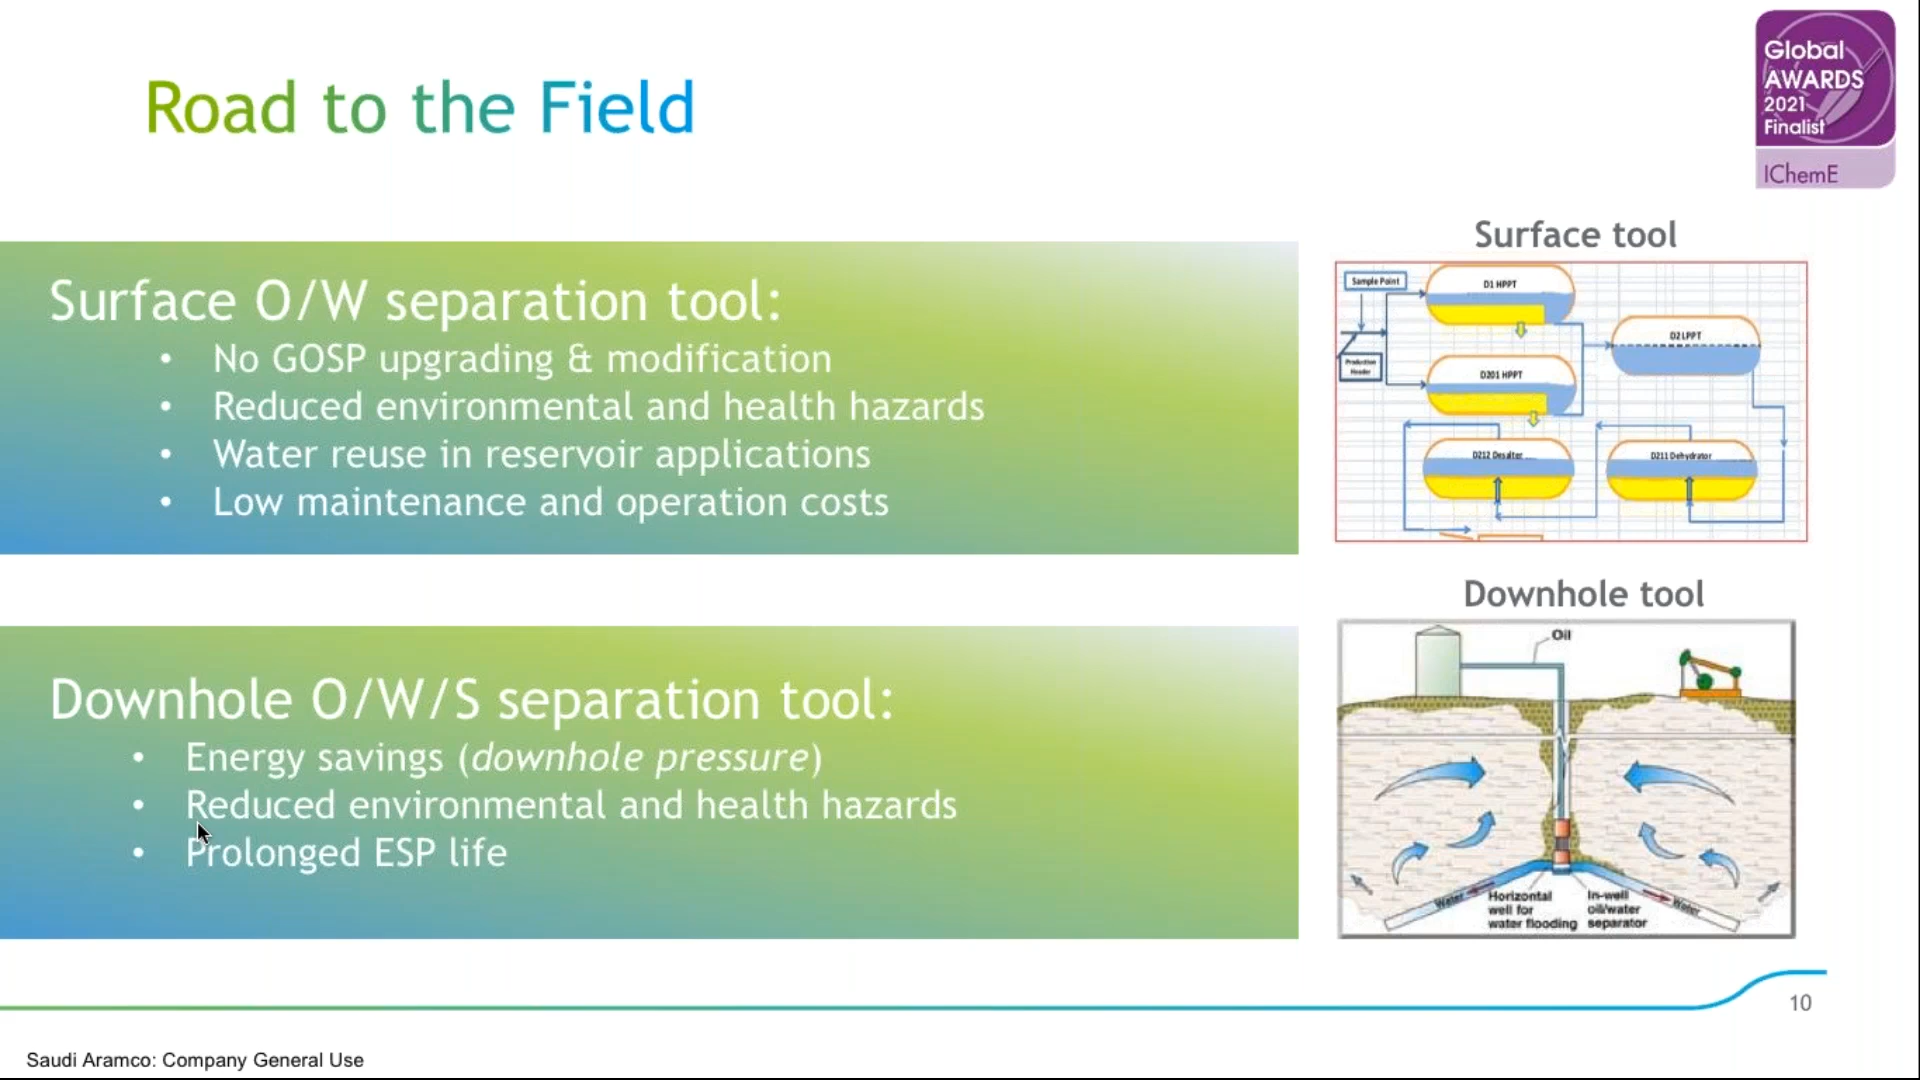 Global
AWARDS
2021
Finalist
IChemE
Road to the Field
Surface O/W separation tool:
• No GOSP upgrading & modification
• Reduced environmental and health hazards
• Water reuse in reservoir applications
• Low maintenance and operation costs
Surface tool
Sample Point
D1 HPPT
D2 LPPT
Production
Header
D201 HPPT
D212 Desalter
D211 Dehydrator
Downhole O/W/S separation tool:
• Energy savings (downhole pressure)
• Reduced environmental and health hazards
• Prolonged ESP life
Downhole tool
Oil
Water
Horizontal
well for
water flooding
In-well
oil/water
separator
Water
10
Saudi Aramco: Company General Use